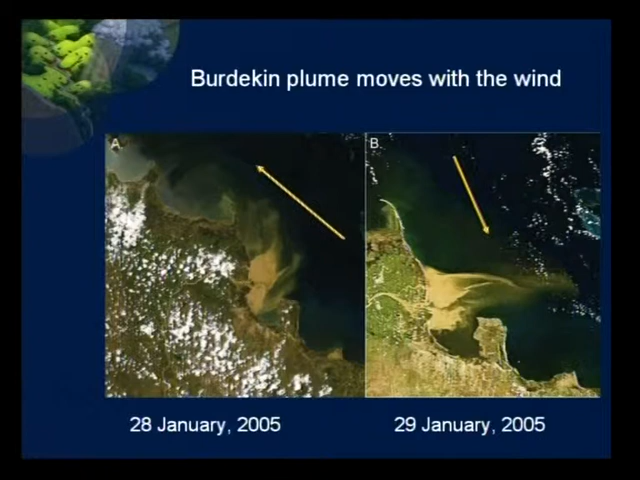 Burdekin plume moves with the wind
A
B
28 January, 2005
29 January, 2005